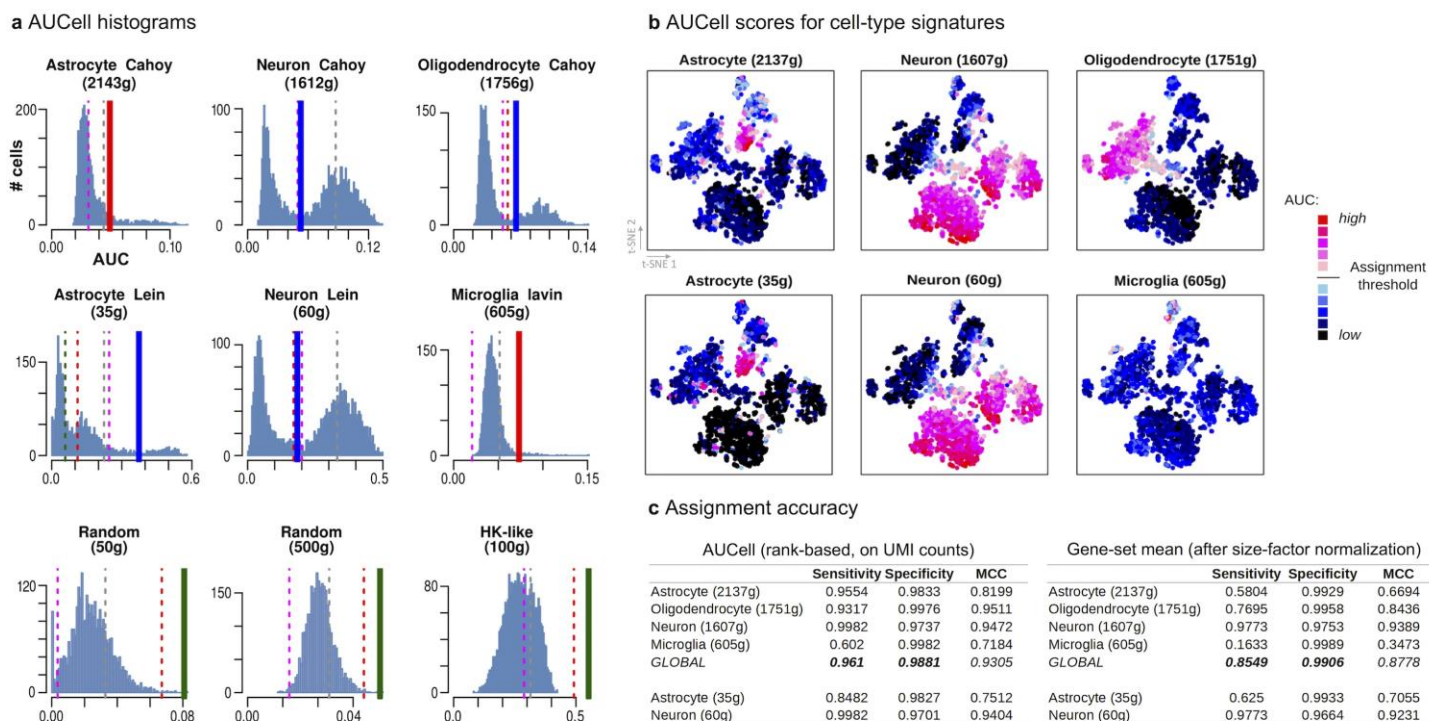 a AUCell histograms
Astrocyte Cahoy
(2143g)
Neuron Cahoy
(1612g)
Oligodendrocyte Cahoy
(1756g)
# cells
200
100
0
0.00
0.10
AUC
100
60
0
0.00
0.12
150
0
0.00
0.14
Astrocyte Lein
(35g)
Neuron Lein
(60g)
Microglia lavin
(605g)
150
0
0.0
0.6
100
0
0.0
0.5
150
0
0.00
0.15
Random
(50g)
Random
(500g)
HK-like
(100g)
120
80
40
0
0.00
0.08
150
0
0.00
0.04
80
40
0
0.0
0.5
b AUCell scores for cell-type signatures
Astrocyte (2137g)
Neuron (1607g)
Oligodendrocyte (1751g)
t-SNE 2
t-SNE 1
Astrocyte (35g)
Neuron (60g)
Microglia (605g)
AUC:
high
Assignment
threshold
low
c Assignment accuracy
AUCell (rank-based, on UMI counts)
Sensitivity Specificity MCC
Astrocyte (2137g) 0.9554 0.9833 0.8199
Oligodendrocyte (1751g) 0.9317 0.9976 0.9511
Neuron (1607g) 0.9982 0.9737 0.9472
Microglia (605g) 0.602 0.9982 0.7184
GLOBAL 0.961 0.9881 0.9305
Astrocyte (35g) 0.8482 0.9827 0.7512
Neuron (60g) 0.9982 0.9701 0.9404
Gene-set mean (after size-factor normalization)
Sensitivity Specificity MCC
Astrocyte (2137g) 0.5804 0.9929 0.6694
Oligodendrocyte (1751g) 0.7695 0.9958 0.8436
Neuron (1607g) 0.9773 0.9753 0.9389
Microglia (605g) 0.1633 0.9989 0.3473
GLOBAL 0.8549 0.9906 0.8778
Astrocyte (35g) 0.625 0.9933 0.7055
Neuron (60g) 0.9773 0.9664 0.9231